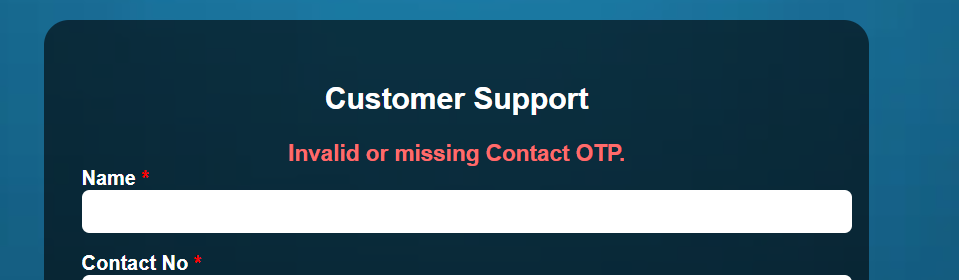 Customer Support
Invalid or missing Contact OTP.
Name *
Contact No *